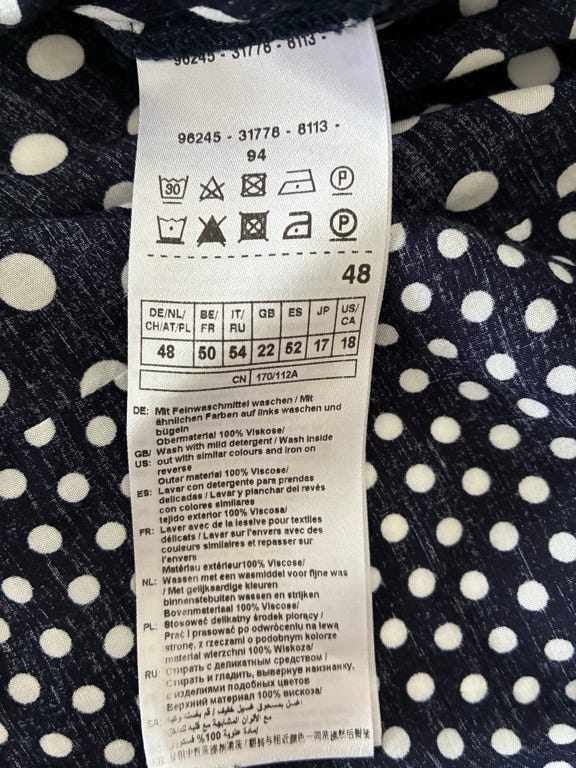 96245 - 31778 - 8113 -
96245 - 31778 - 8113 -
94
30 P
P
48
DE/NL/ BE/ IT/ GB ES JP US/
CH/AT/PL FR RU CA
48 50 54 22 52 17 18
CN 170/112A
DE: Mit Feinwaschmittel waschen / Mit
ähnlichen Farben auf links waschen und
bügeln
Obermaterial 100% Viskose/
GB/ Wash with mild detergent / Wash inside
US: out with similar colours and iron on
reverse
Outer material 100% Viscose/
ES: Lavar con detergente para prendas
delicadas / Lavar y planchar del revés
con colores similares
tejido exterior 100% Viscosa/
FR: Laver avec de la lessive pour textiles
délicats / Laver sur l'envers avec des
couleurs similaires et repasser sur
l'envers
Matériau extérieur100% Viscose/
NL: Wassen met een wasmiddel voor fijne was
/ Met gelijkaardige kleuren
binnenstebuiten wassen en strijken
Bovenmateriaal 100% Viscose/
PL: Stosować delikatny środek piorący/
Prać i prasować po odwróceniu na lewą
stronę, z rzeczami o podobnym kolorze
material wierzchni 100% Wiskoza/
RU: Стирать с деликатным средством /
Стирать и гладить, вывернув наизнанку,
с изделиями подобных цветов
Верхний материал 100% вискоза/
SA:
100%